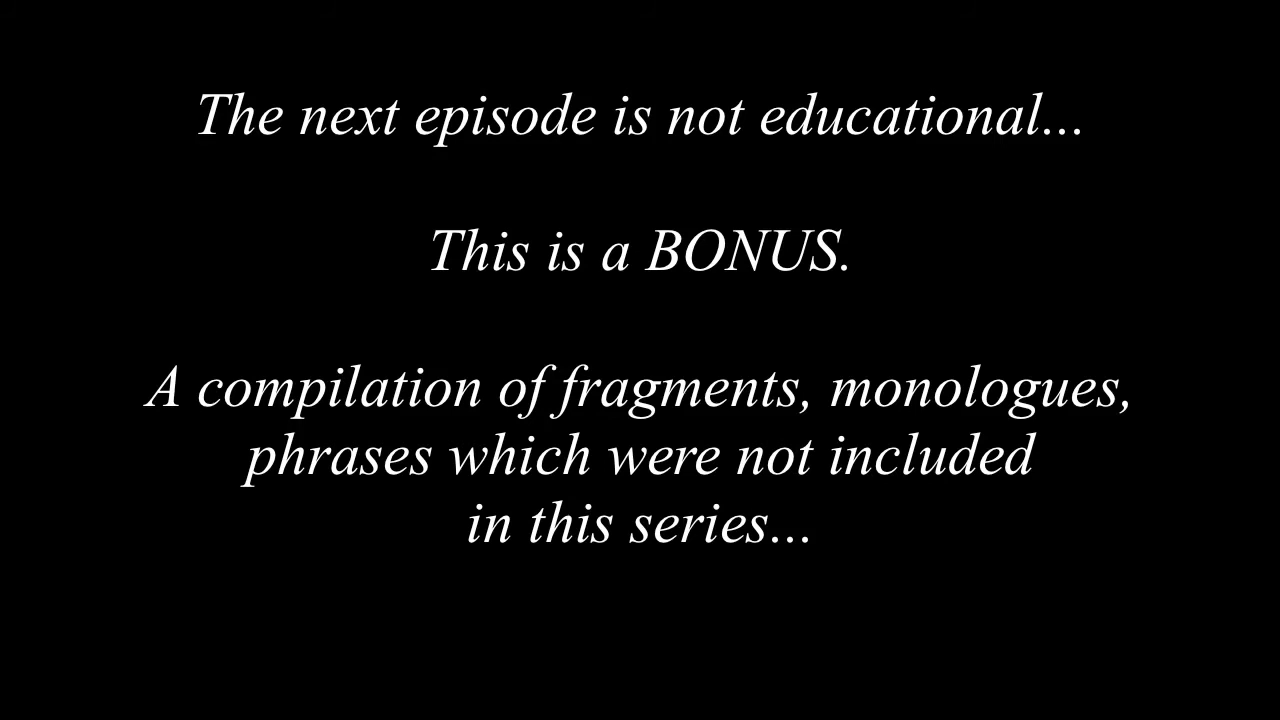 The next episode is not educational...
This is a BONUS.
A compilation of fragments, monologues,
phrases which were not included
in this series...